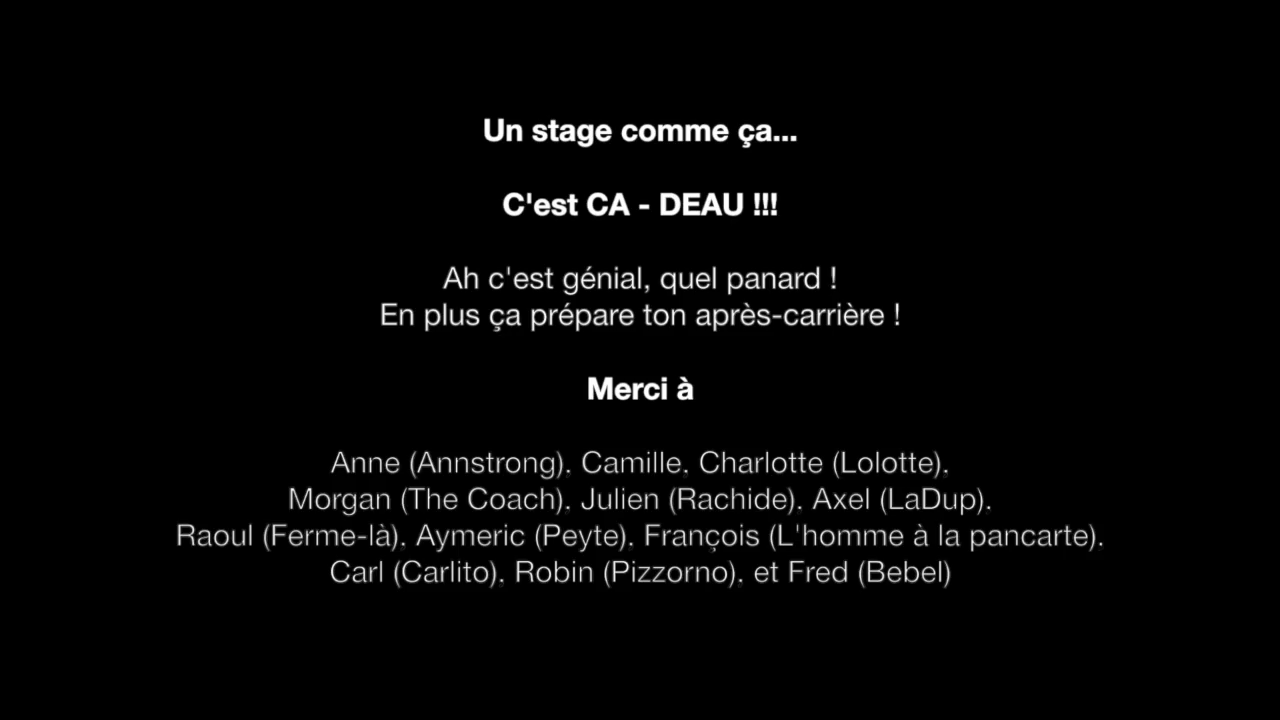 Un stage comme ça...
C'est CA - DEAU !!!
Ah c'est génial, quel panard !
En plus ça prépare ton après-carrière !
Merci à
Anne (Annstrong), Camille, Charlotte (Lolotte),
Morgan (The Coach), Julien (Rachide), Axel (LaDup),
Raoul (Ferme-là), Aymeric (Peyte), François (L'homme à la pancarte),
Carl (Carlito), Robin (Pizzorno), et Fred (Bebel)